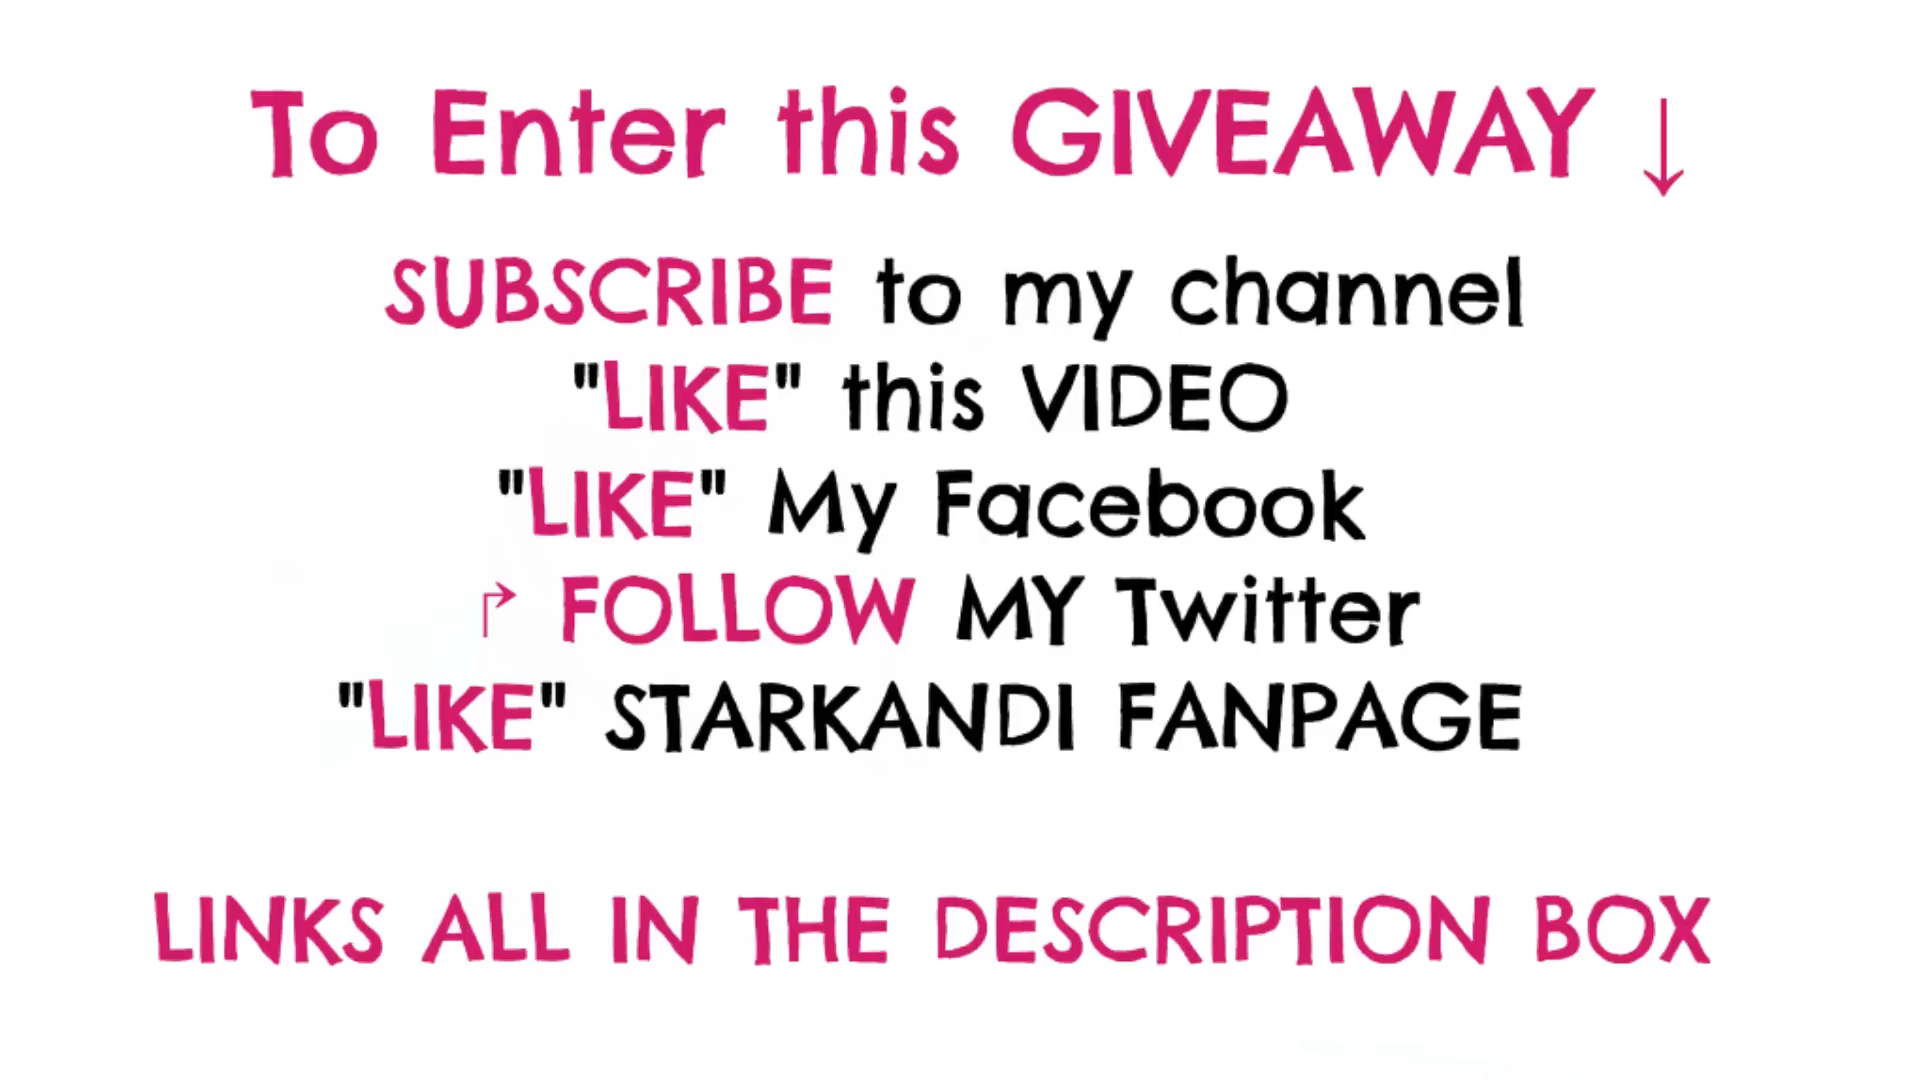 To Enter this GIVEAWAY ↓
SUBSCRIBE to my channel
"LIKE" this VIDEO
"LIKE" My Facebook
↱ FOLLOW MY Twitter
"LIKE" STARKANDI FANPAGE
LINKS ALL IN THE DESCRIPTION BOX